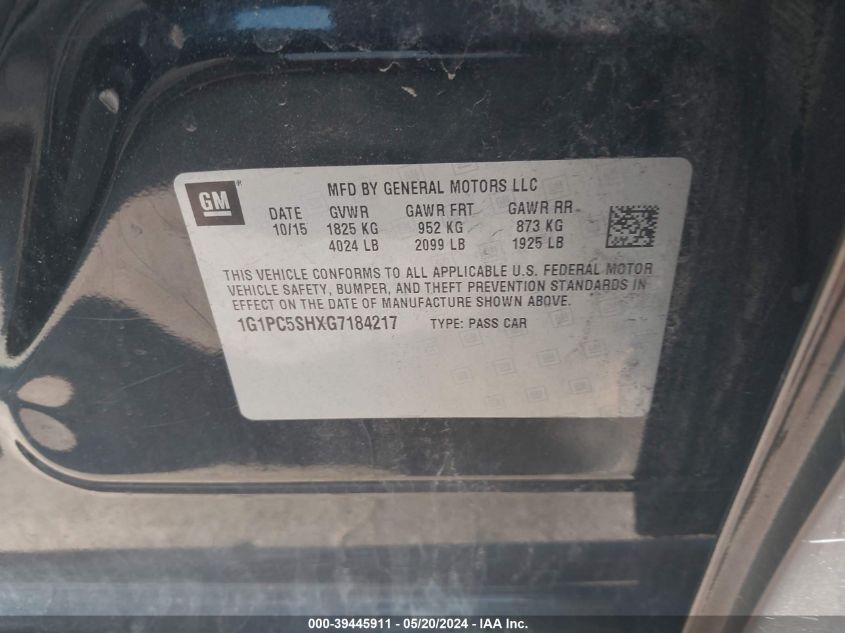 GM
MFD BY GENERAL MOTORS LLC
DATE GVWR GAWR FRT GAWR RR
10/15 1825 KG 952 KG 873 KG
4024 LB 2099 LB 1925 LB
THIS VEHICLE CONFORMS TO ALL APPLICABLE U.S. FEDERAL MOTOR
VEHICLE SAFETY, BUMPER, AND THEFT PREVENTION STANDARDS IN
EFFECT ON THE DATE OF MANUFACTURE SHOWN ABOVE.
1G1PC5SHXG7184217 TYPE: PASS CAR
000-39445911 - 05/20/2024 - IAA Inc.